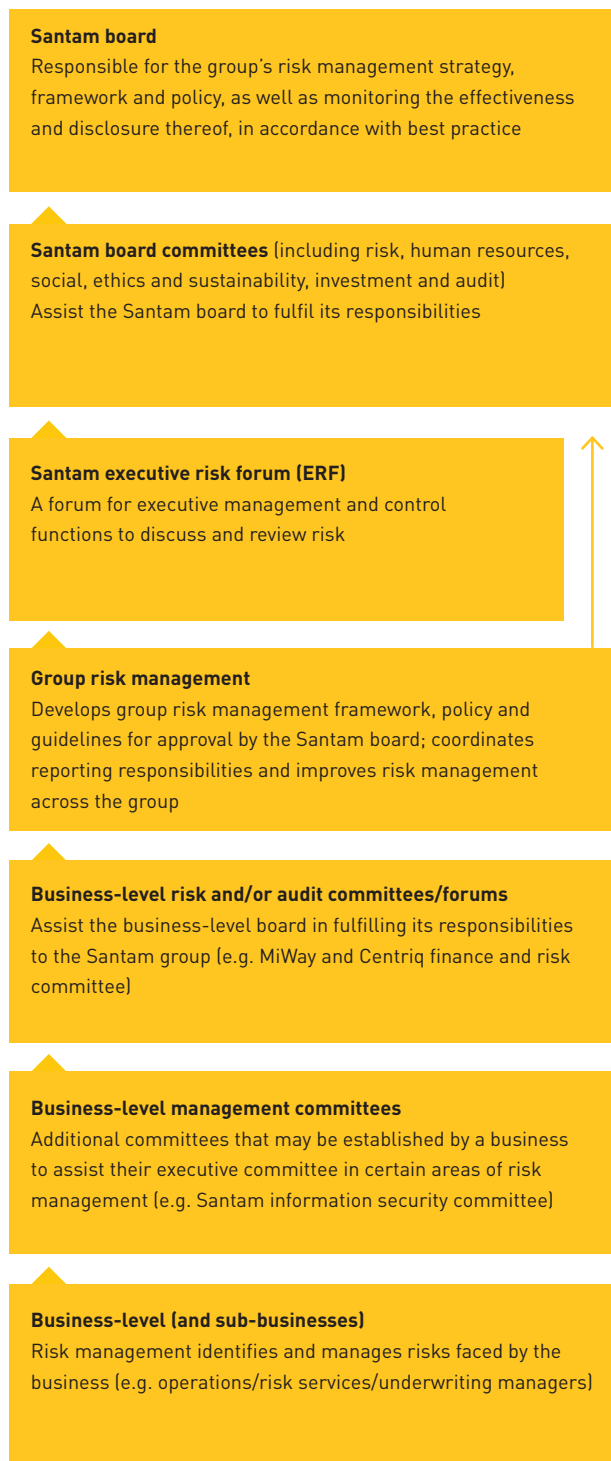 Santam board
Responsible for the group’s risk management strategy,
framework and policy, as well as monitoring the effectiveness
and disclosure thereof, in accordance with best practice
Santam board committees (including risk, human resources,
social, ethics and sustainability, investment and audit)
Assist the Santam board to fulfil its responsibilities
Santam executive risk forum (ERF)
A forum for executive management and control
functions to discuss and review risk
Group risk management
Develops group risk management framework, policy and
guidelines for approval by the Santam board; coordinates
reporting responsibilities and improves risk management
across the group
Business-level risk and/or audit committees/forums
Assist the business-level board in fulfilling its responsibilities
to the Santam group (e.g. MiWay and Centriq finance and risk
committee)
Business-level management committees
Additional committees that may be established by a business
to assist their executive committee in certain areas of risk
management (e.g. Santam information security committee)
Business-level (and sub-businesses)
Risk management identifies and manages risks faced by the
business (e.g. operations/risk services/underwriting managers)